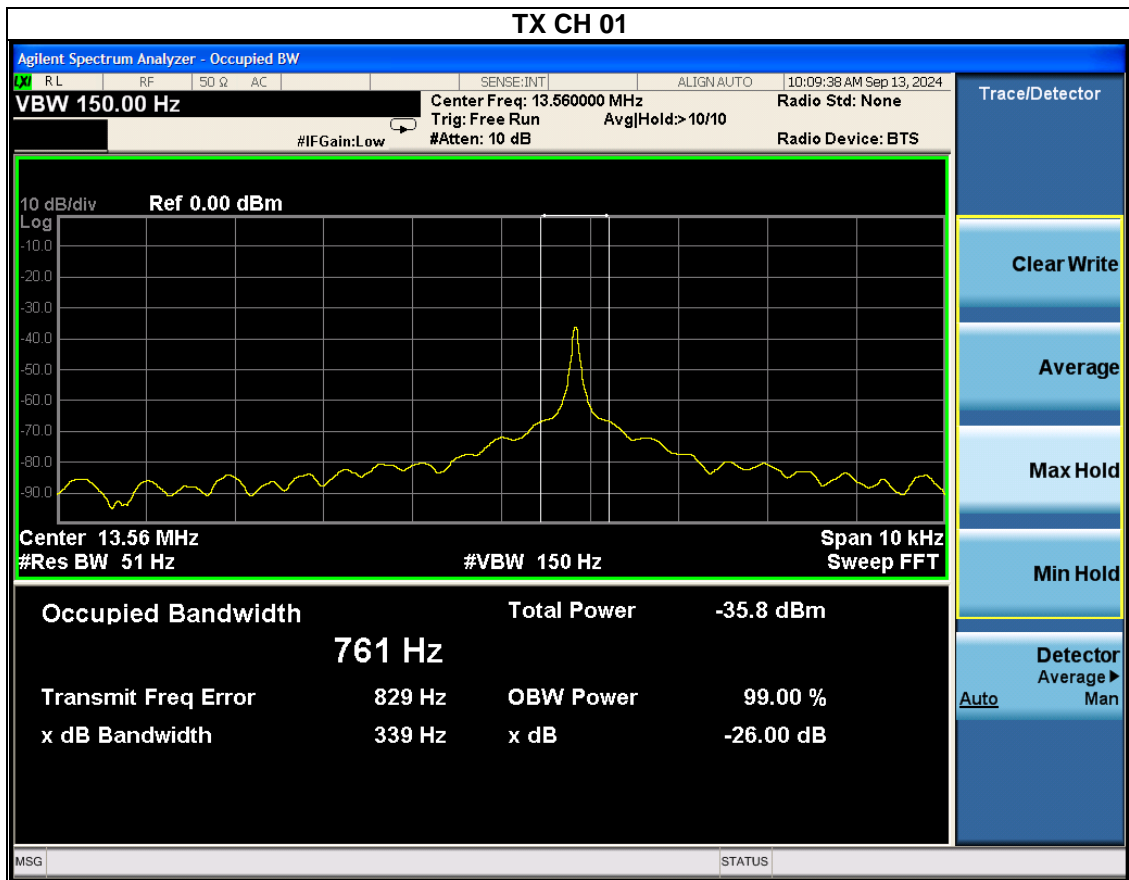 TX CH 01
Agilent Spectrum Analyzer - Occupied BW
LXI RL RF 50 Ω AC SENSE:INT ALIGN AUTO 10:09:38 AM Sep 13, 2024
VBW 150.00 Hz Center Freq: 13.560000 MHz Radio Std: None
Trig: Free Run Avg|Hold:> 10/10
#IFGain:Low #Atten: 10 dB Radio Device: BTS
Trace/Detector
10 dB/div Ref 0.00 dBm
Log
-10.0
-20.0
-30.0
-40.0
-50.0
-60.0
-70.0
-80.0
-90.0
Center 13.56 MHz Span 10 kHz
#Res BW 51 Hz #VBW 150 Hz Sweep FFT
Clear Write
Average
Max Hold
Min Hold
Detector
Average ▶
Auto Man
Occupied Bandwidth Total Power -35.8 dBm
761 Hz
Transmit Freq Error 829 Hz OBW Power 99.00 %
x dB Bandwidth 339 Hz x dB -26.00 dB
MSG STATUS